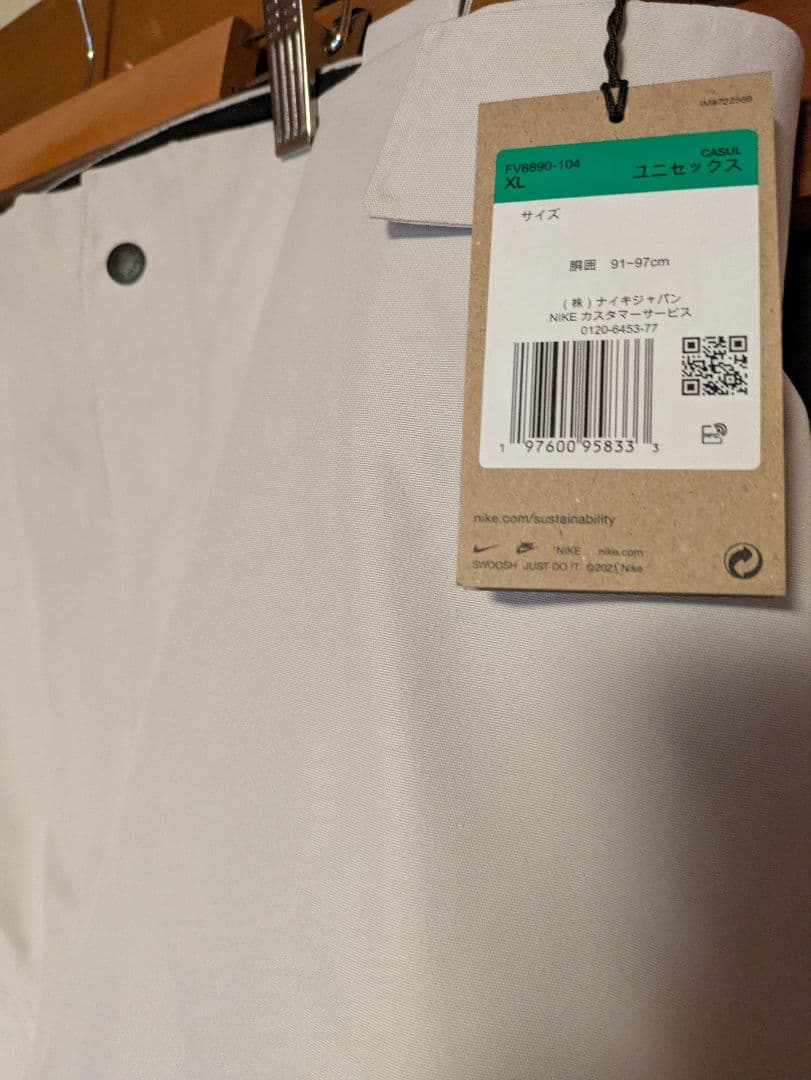 IM#722566
FV8890-104
CASUL
XL
ユニセックス
サイズ
胴囲 91-97cm
(株)ナイキジャパン
NIKE カスタマーサービス
0120-6453-77
1 97600 95833 3
nike.com/sustainability
NIKE nike.com
SWOOSH JUST DO IT ©2021 Nike